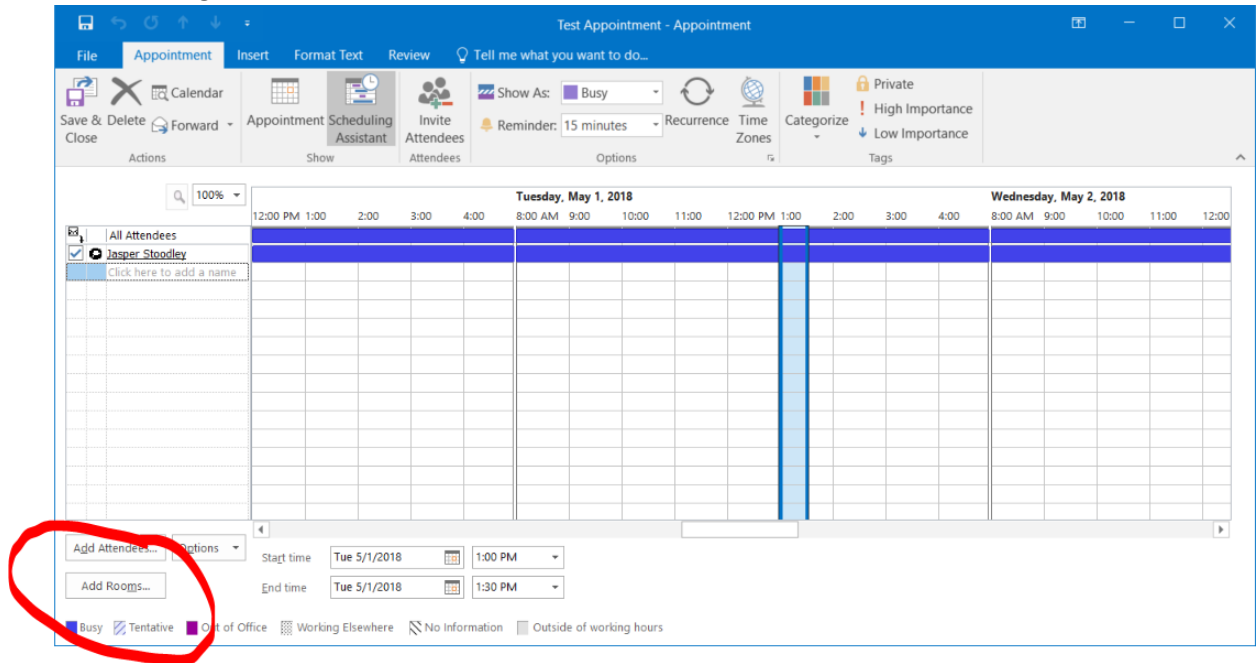 Test Appointment - Appointment
File Appointment Insert Format Text Review Tell me what you want to do...
Save & Close
Delete
Calendar
Forward
Actions
Appointment
Scheduling Assistant
Show
Invite Attendees
Attendees
Show As: Busy
Reminder: 15 minutes
Recurrence
Time Zones
Options
Categorize
Private
High Importance
Low Importance
Tags
100%
Tuesday, May 1, 2018 Wednesday, May 2, 2018
12:00 PM 1:00 2:00 3:00 4:00 8:00 AM 9:00 10:00 11:00 12:00 PM 1:00 2:00 3:00 4:00 8:00 AM 9:00 10:00 11:00 12:00
All Attendees
Jasper Stoodley
Click here to add a name
Add Attendees... Options
Start time Tue 5/1/2018 1:00 PM
Add Rooms...
End time Tue 5/1/2018 1:30 PM
Busy Tentative Out of Office Working Elsewhere No Information Outside of working hours